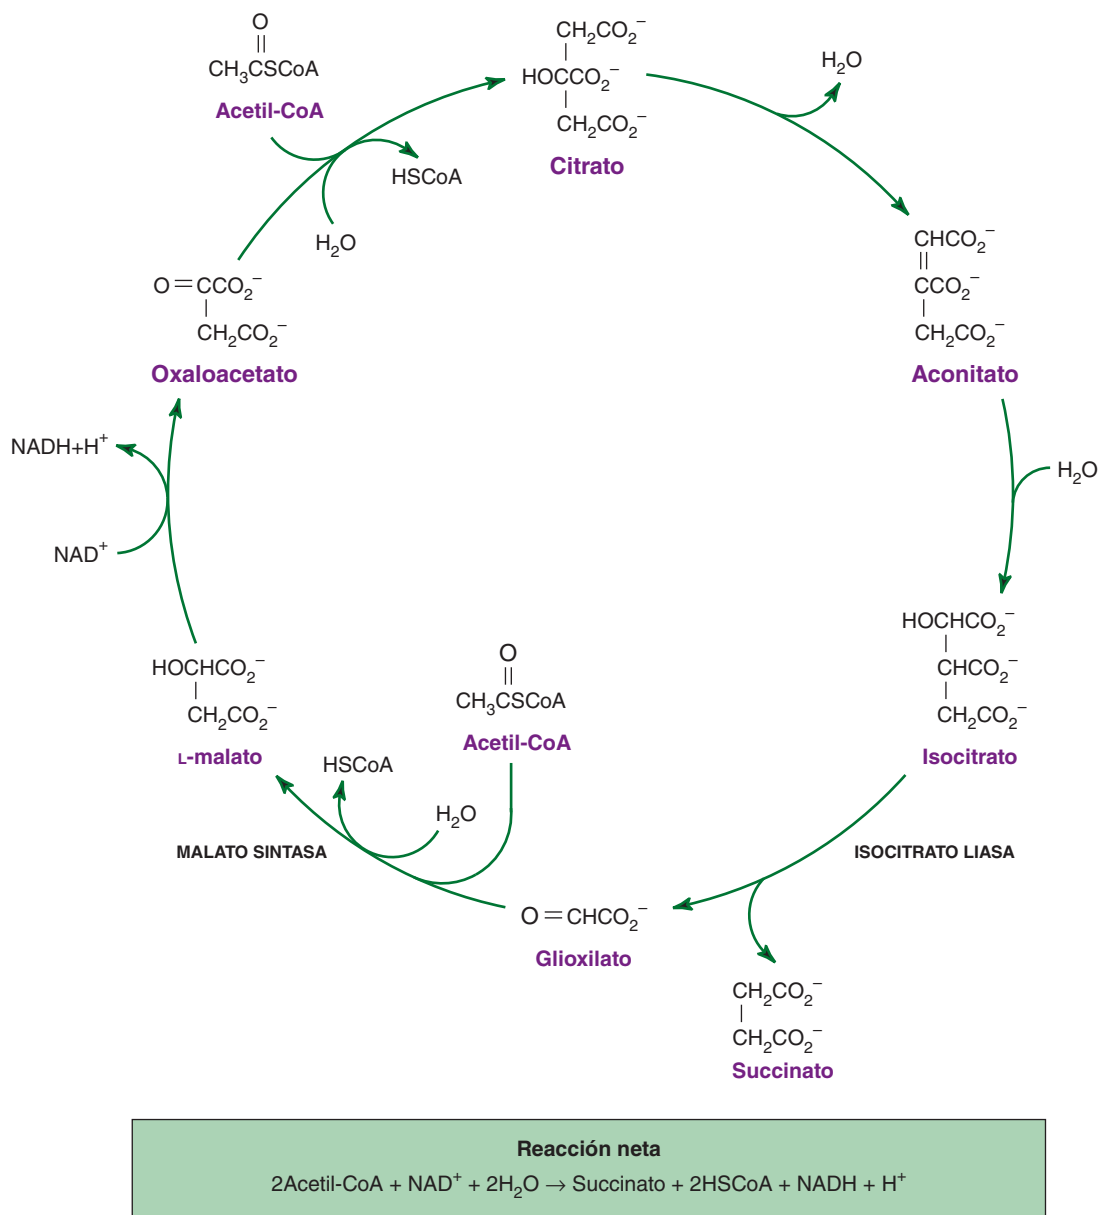 O
CH₃CSCoA
Acetil-CoA
CH₂CO₂⁻
HOCCO₂⁻
CH₂CO₂⁻
Citrato
H₂O
HSCoA
H₂O
CHCO₂⁻
CCO₂⁻
CH₂CO₂⁻
Aconitato
O=CCO₂⁻
CH₂CO₂⁻
Oxaloacetato
NADH+H⁺
NAD⁺
H₂O
HOCHCO₂⁻
CHCO₂⁻
CH₂CO₂⁻
Isocitrato
HOCHCO₂⁻
CH₂CO₂⁻
L-malato
O
CH₃CSCoA
Acetil-CoA
HSCoA
H₂O
MALATO SINTASA
ISOCITRATO LIASA
O=CHCO₂⁻
Glioxilato
CH₂CO₂⁻
CH₂CO₂⁻
Succinato
Reacción neta
2Acetil-CoA + NAD⁺ + 2H₂O → Succinato + 2HSCoA + NADH + H⁺